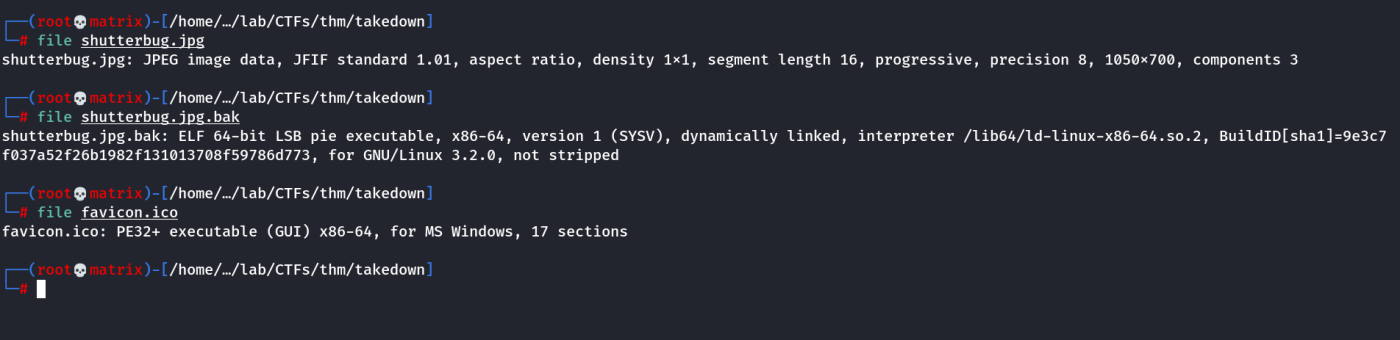 ┌──(root💀matrix)-[/home/…/lab/CTFs/thm/takedown]
└─# file shutterbug.jpg
shutterbug.jpg: JPEG image data, JFIF standard 1.01, aspect ratio, density 1×1, segment length 16, progressive, precision 8, 1050×700, components 3
┌──(root💀matrix)-[/home/…/lab/CTFs/thm/takedown]
└─# file shutterbug.jpg.bak
shutterbug.jpg.bak: ELF 64-bit LSB pie executable, x86-64, version 1 (SYSV), dynamically linked, interpreter /lib64/ld-linux-x86-64.so.2, BuildID[sha1]=9e3c7
f037a52f26b1982f131013708f59786d773, for GNU/Linux 3.2.0, not stripped
┌──(root💀matrix)-[/home/…/lab/CTFs/thm/takedown]
└─# file favicon.ico
favicon.ico: PE32+ executable (GUI) x86-64, for MS Windows, 17 sections
┌──(root💀matrix)-[/home/…/lab/CTFs/thm/takedown]
└─#